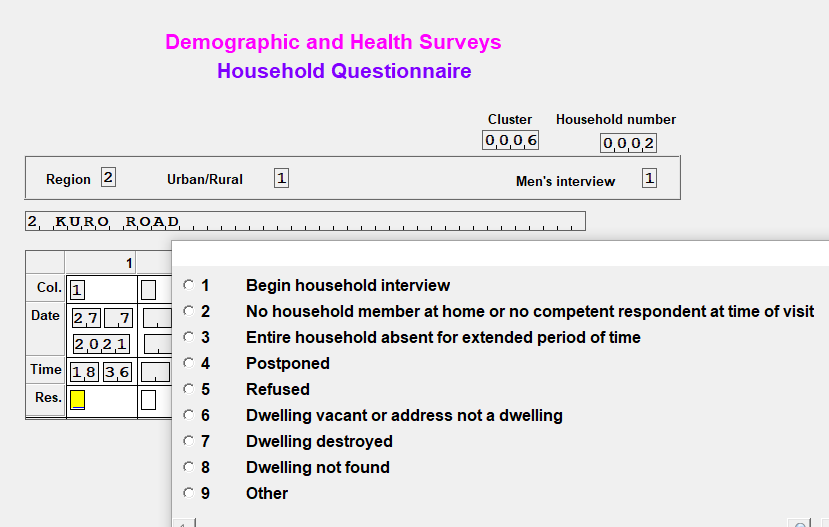 Demographic and Health Surveys
Household Questionnaire
Cluster Household number
0006 0002
Region 2 Urban/Rural 1 Men's interview 1
2 KURO ROAD
1
Col. 1
Date 27 7
2021
Time 18 36
Res.
1 Begin household interview
2 No household member at home or no competent respondent at time of visit
3 Entire household absent for extended period of time
4 Postponed
5 Refused
6 Dwelling vacant or address not a dwelling
7 Dwelling destroyed
8 Dwelling not found
9 Other